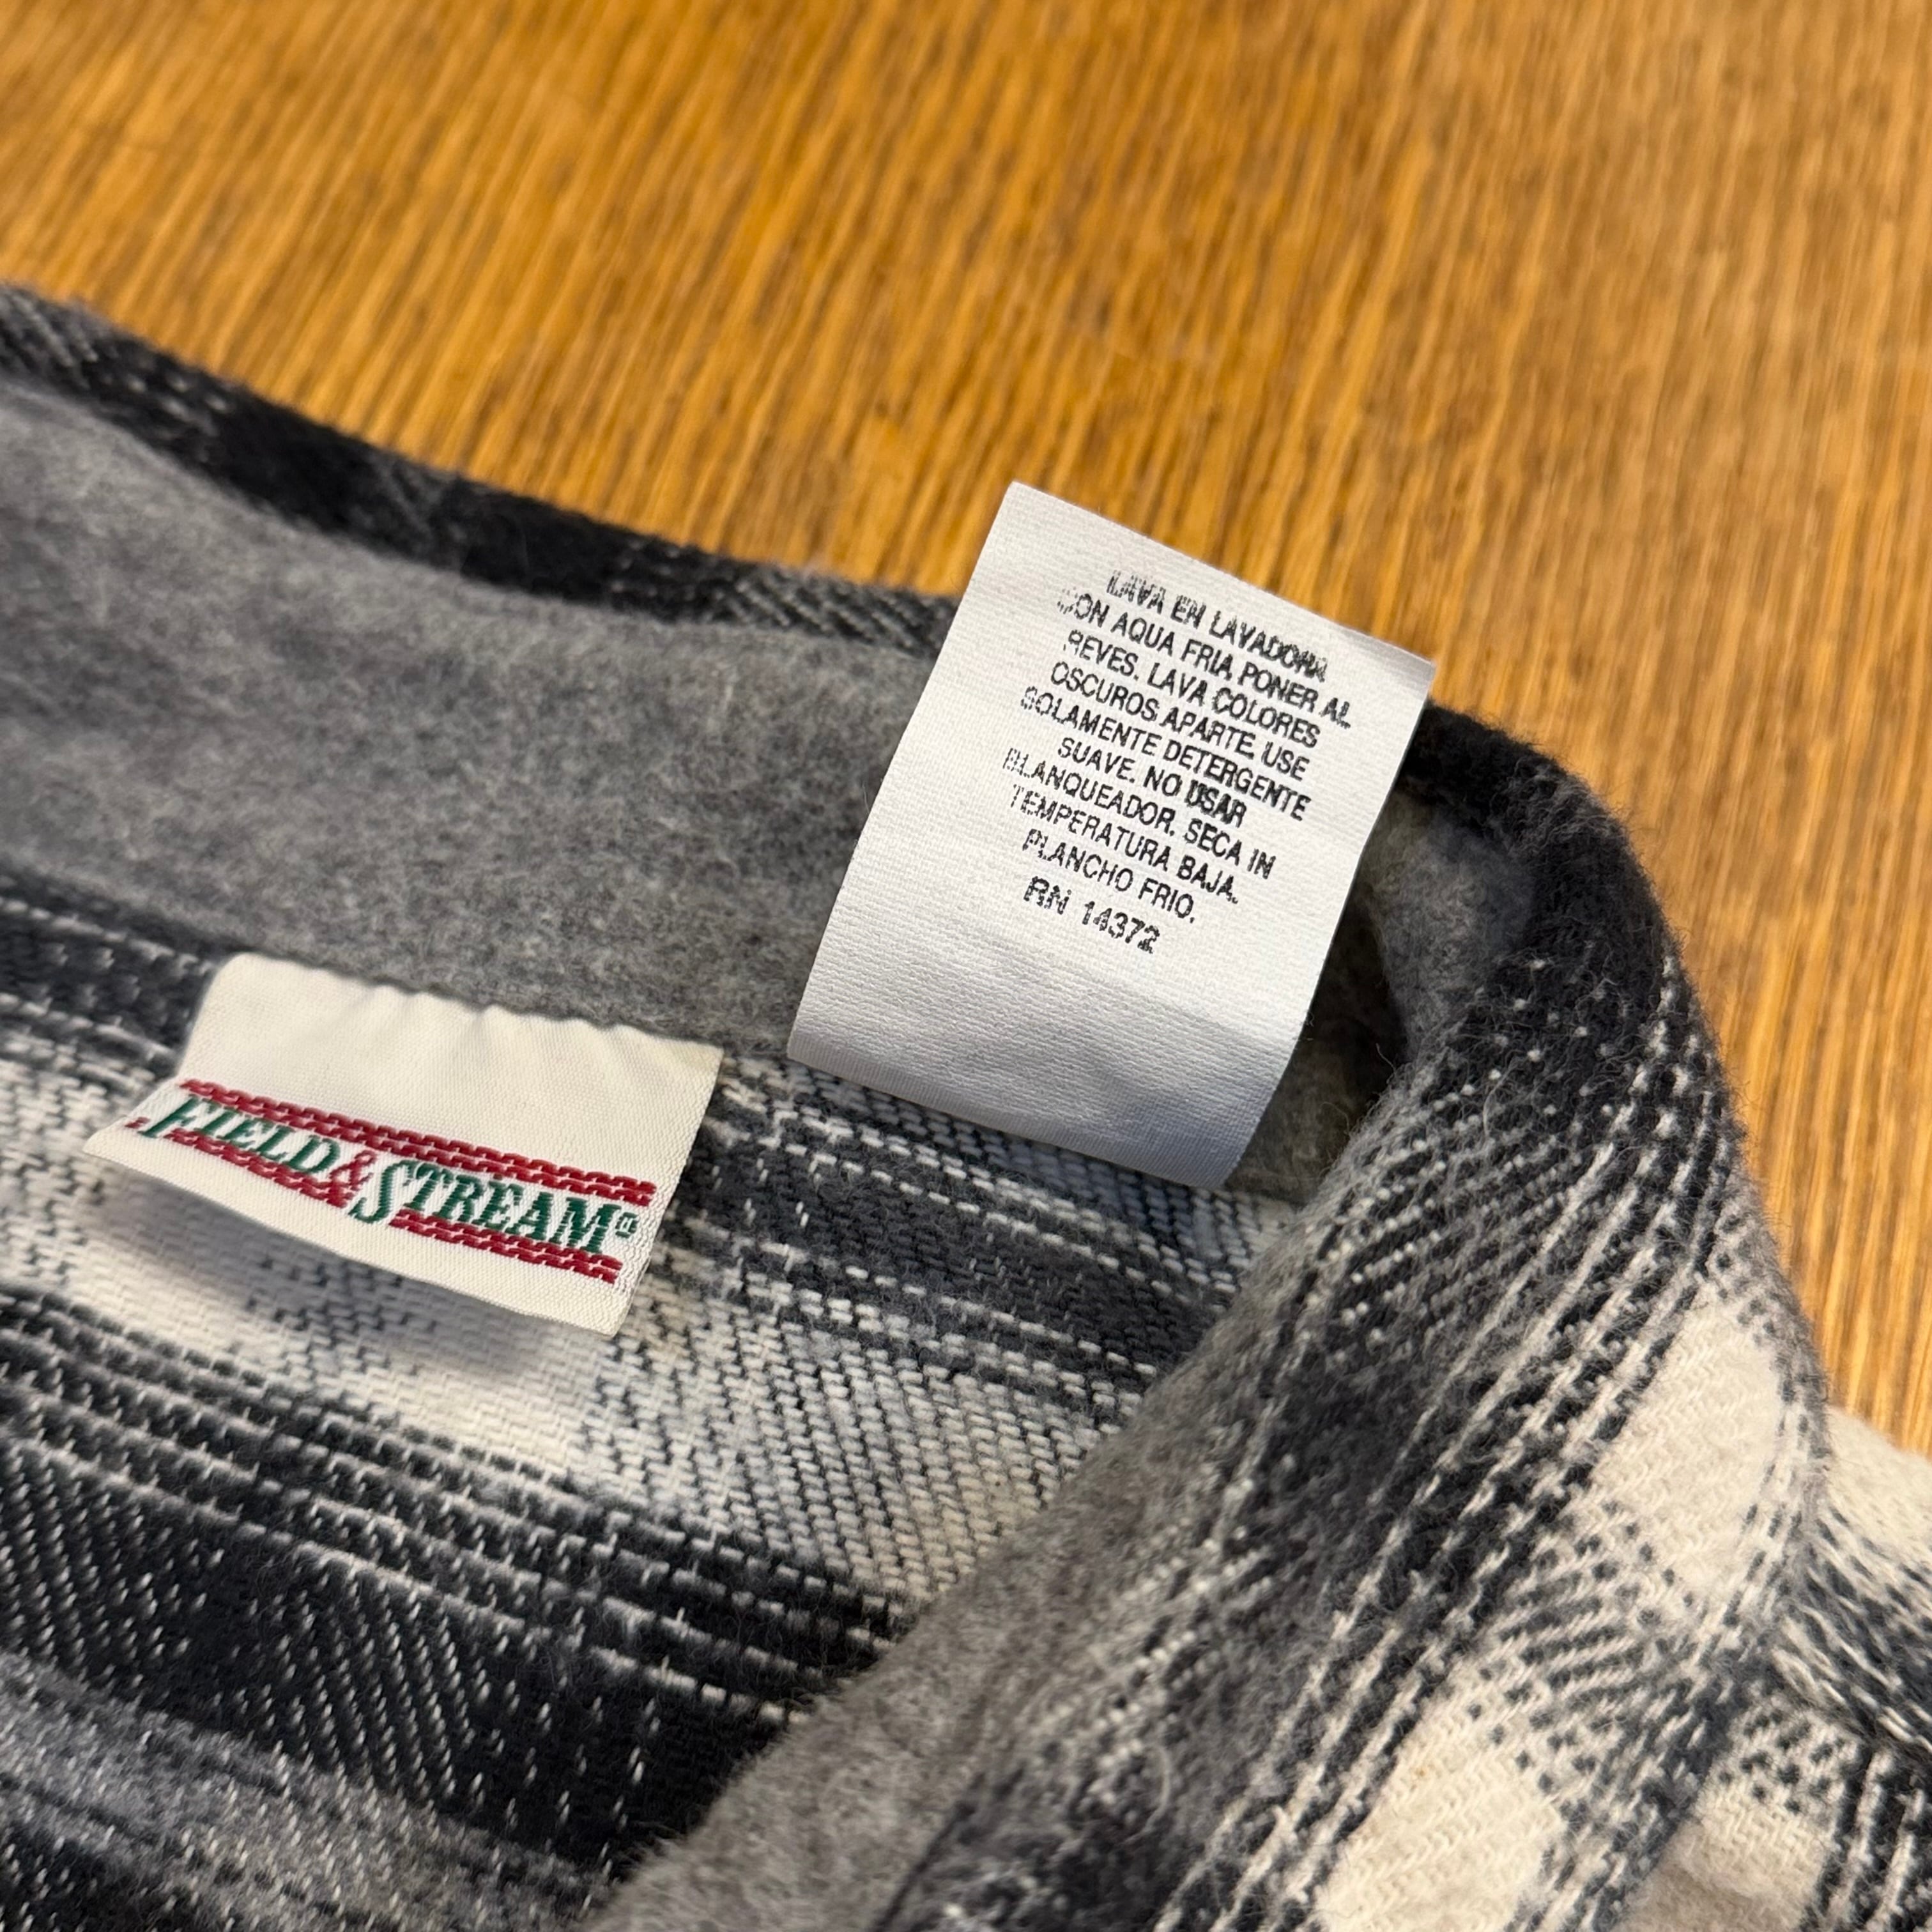 LAVA EN LAVADORA
CON AQUA FRIA, PONER AL
REVES. LAVA COLORES
OSCUROS APARTE. USE
SOLAMENTE DETERGENTE
SUAVE. NO USAR
BLANQUEADOR. SECA IN
TEMPERATURA BAJA.
PLANCHO FRIO.
RN 14372
FIELD & STREAM®